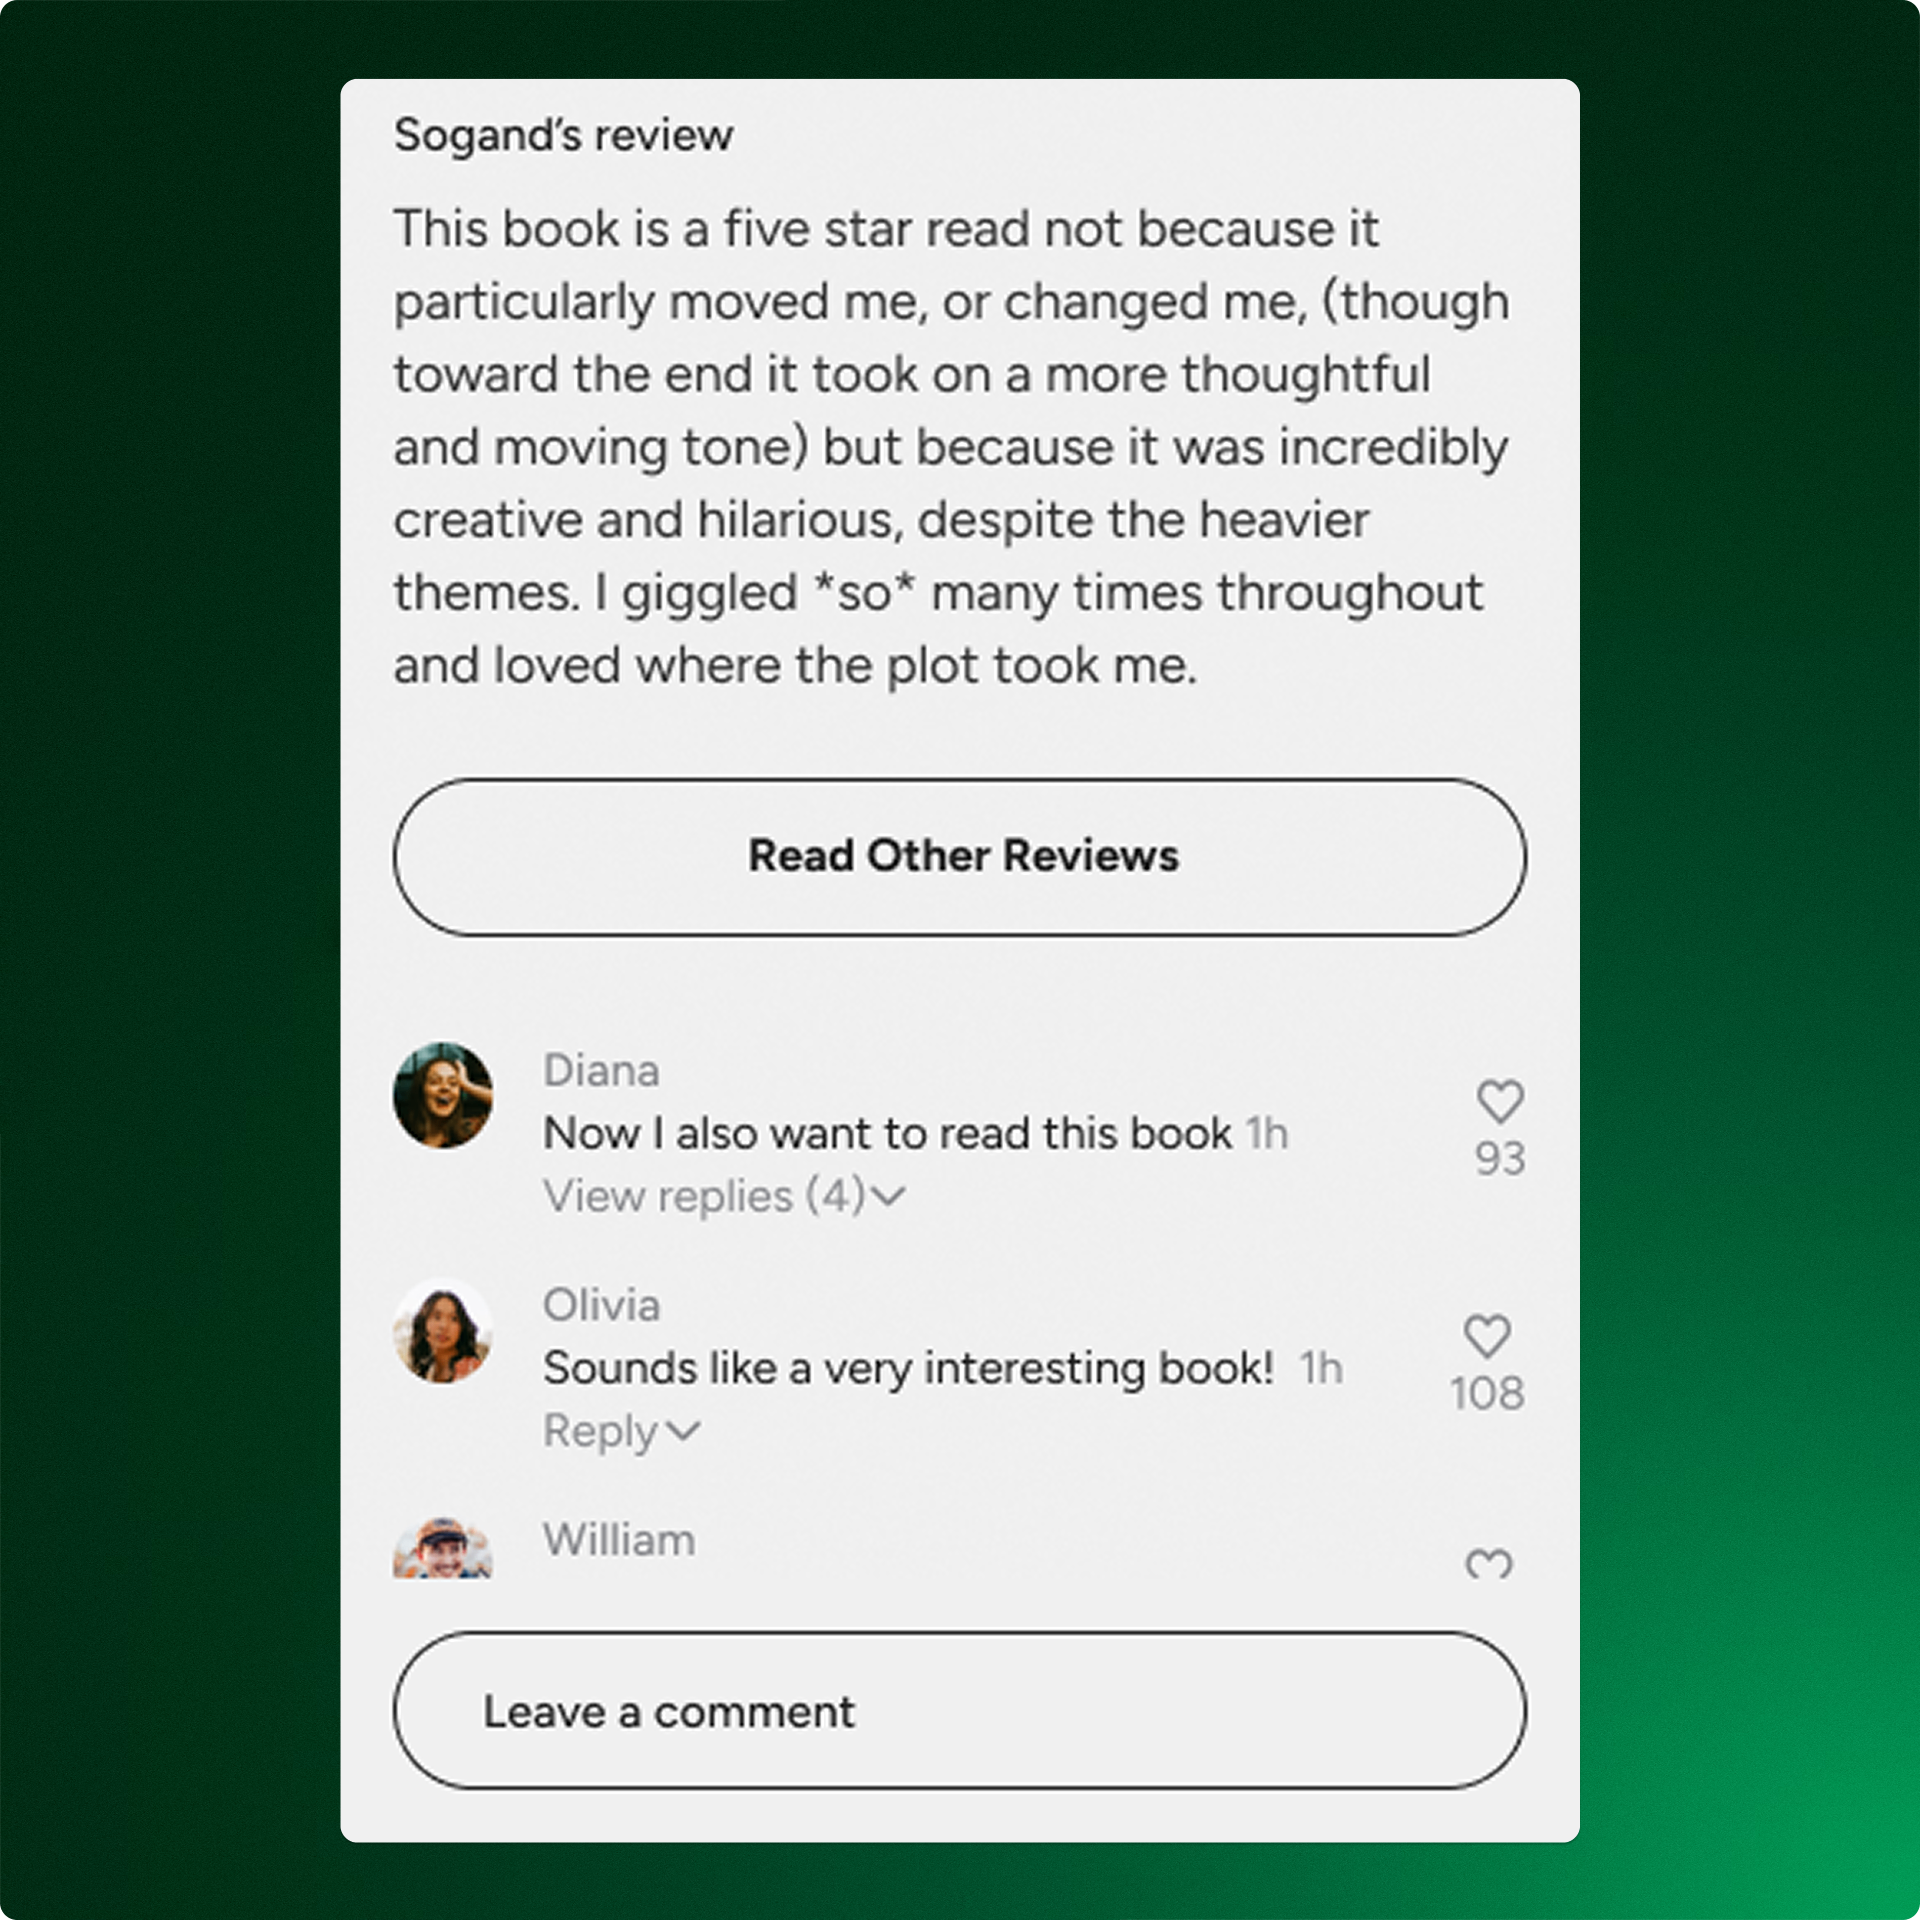 Sogand’s review
This book is a five star read not because it
particularly moved me, or changed me, (though
toward the end it took on a more thoughtful
and moving tone) but because it was incredibly
creative and hilarious, despite the heavier
themes. I giggled *so* many times throughout
and loved where the plot took me.
Read Other Reviews
Diana
Now I also want to read this book 1h
View replies (4)
93
Olivia
Sounds like a very interesting book! 1h
Reply
108
William
Leave a comment